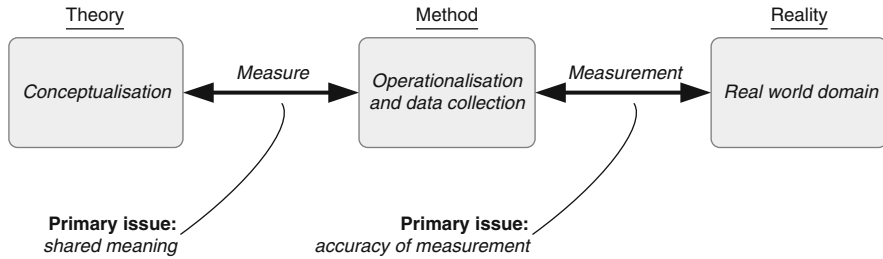 Theory
Method
Reality
Conceptualisation
Measure
Operationalisation
and data collection
Measurement
Real world domain
Primary issue:
shared meaning
Primary issue:
accuracy of measurement